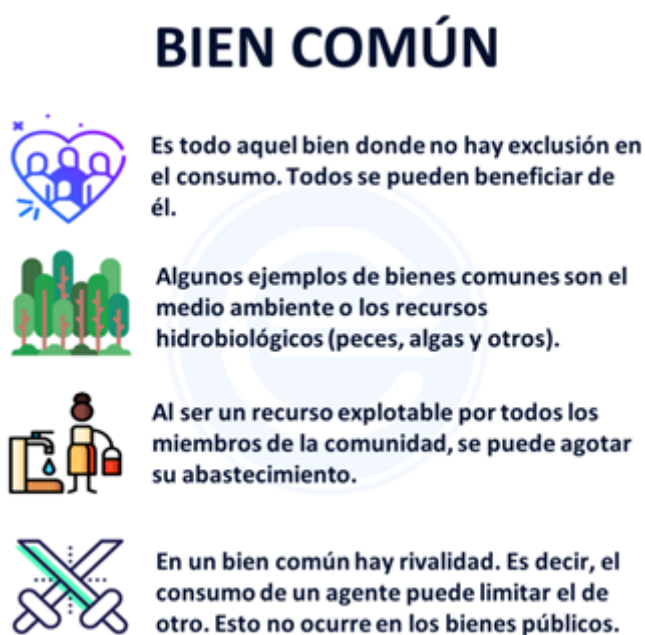 BIEN COMÚN
Es todo aquel bien donde no hay exclusión en
el consumo. Todos se pueden beneficiar de
él.
Algunos ejemplos de bienes comunes son el
medio ambiente o los recursos
hidrobiológicos (peces, algas y otros).
Al ser un recurso explotable por todos los
miembros de la comunidad, se puede agotar
su abastecimiento.
En un bien común hay rivalidad. Es decir, el
consumo de un agente puede limitar el de
otro. Esto no ocurre en los bienes públicos.